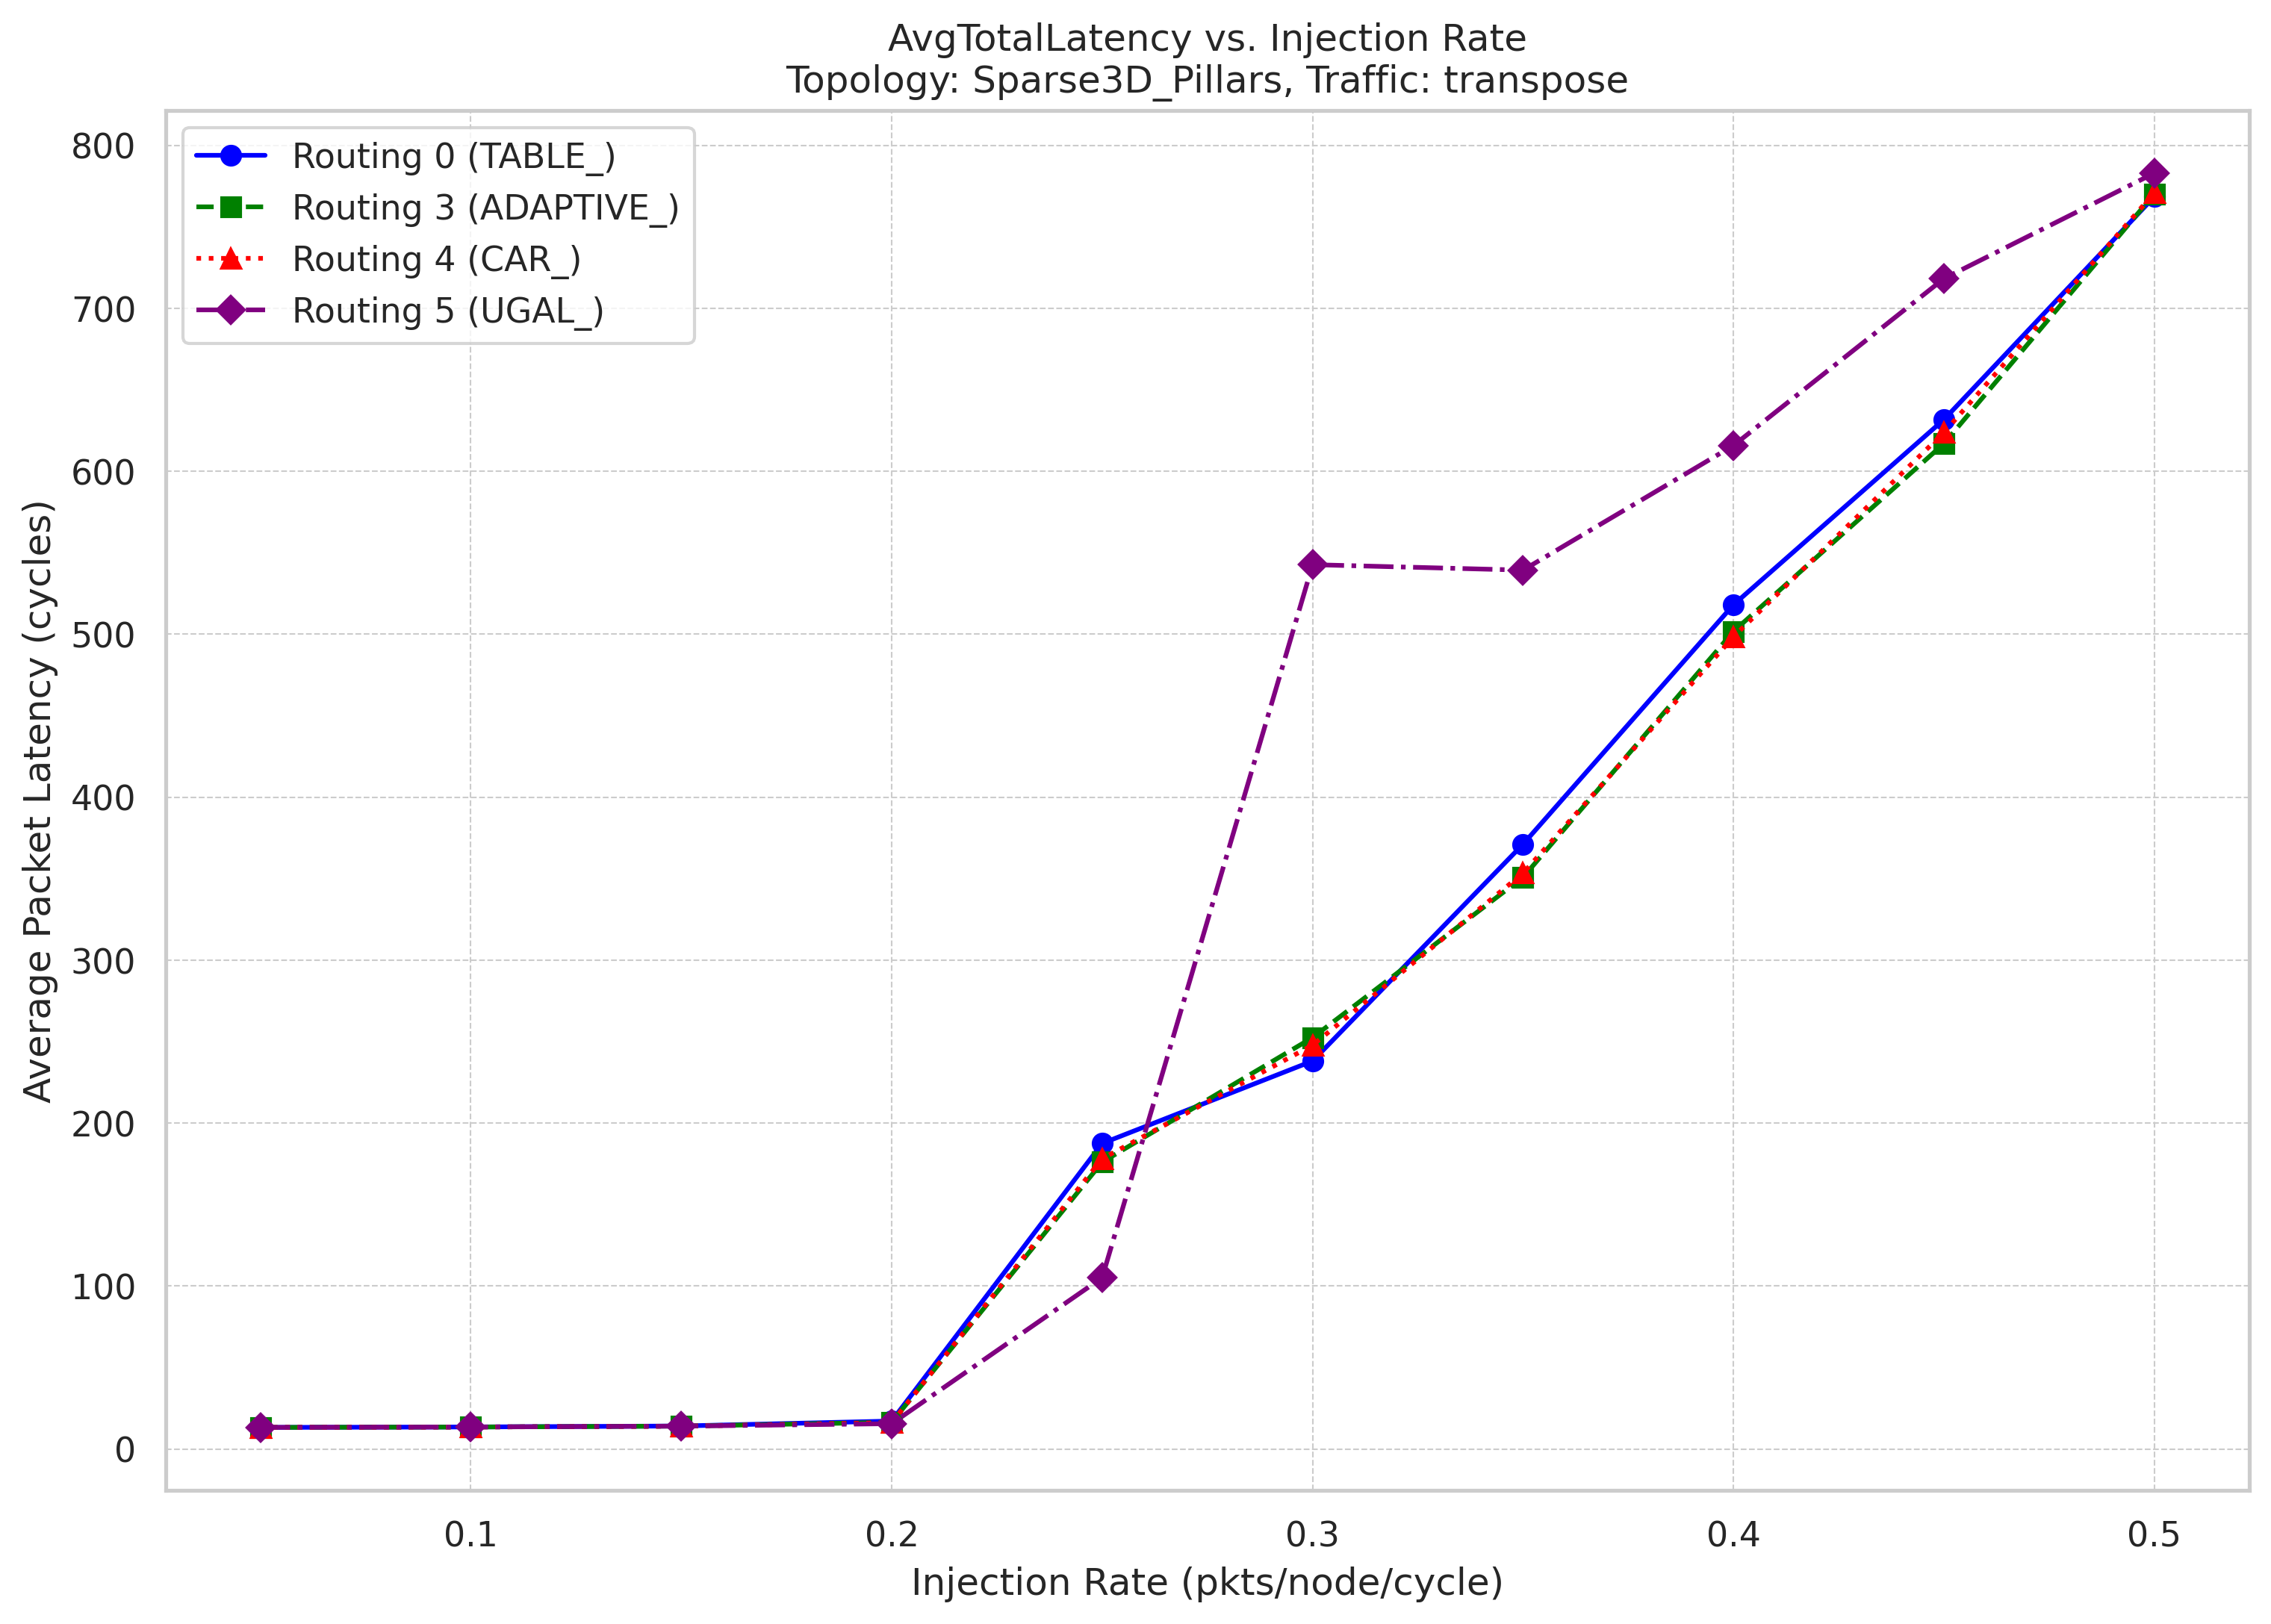 AvgTotalLatency vs. Injection Rate
Topology: Sparse3D_Pillars, Traffic: transpose
Routing 0 (TABLE_)
Routing 3 (ADAPTIVE_)
Routing 4 (CAR_)
Routing 5 (UGAL_)
Average Packet Latency (cycles)
800
700
600
500
400
300
200
100
0
0.1
0.2
0.3
0.4
0.5
Injection Rate (pkts/node/cycle)